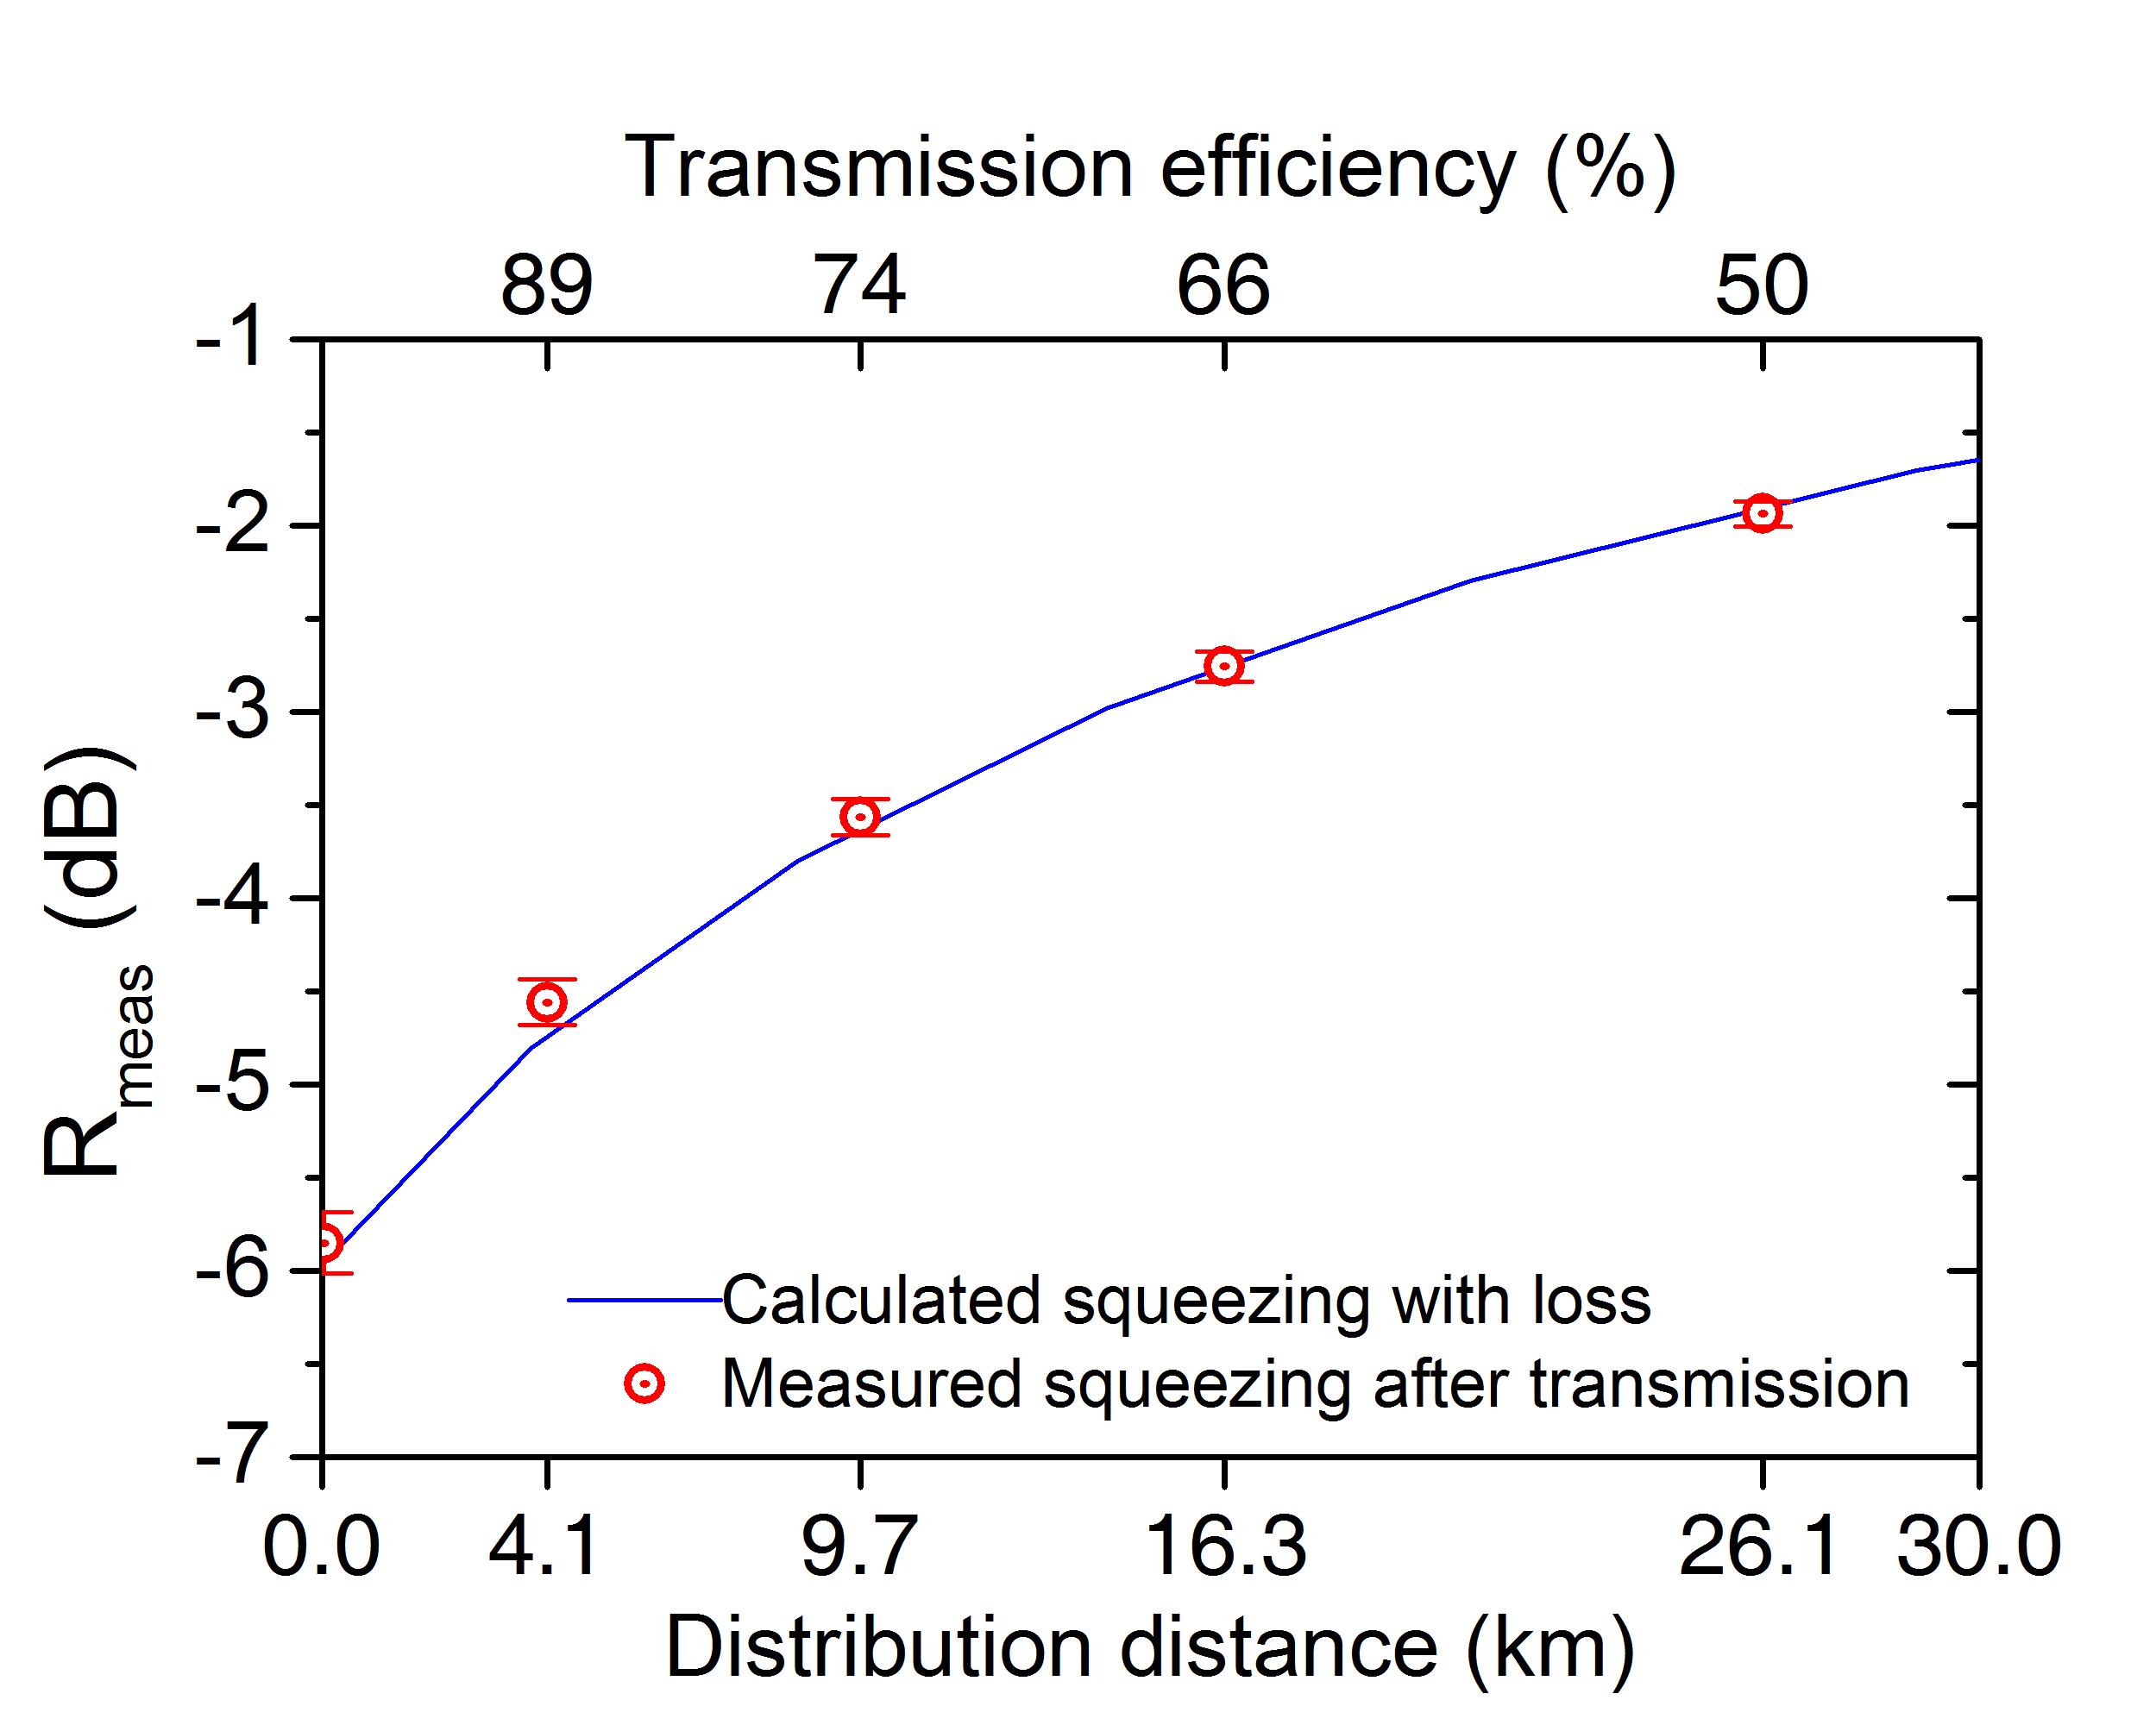 Transmission efficiency (%)
89 74 66 50
-1
-2
-3
-4
-5
-6
-7
Rmeas (dB)
Calculated squeezing with loss
Measured squeezing after transmission
0.0 4.1 9.7 16.3 26.1 30.0
Distribution distance (km)